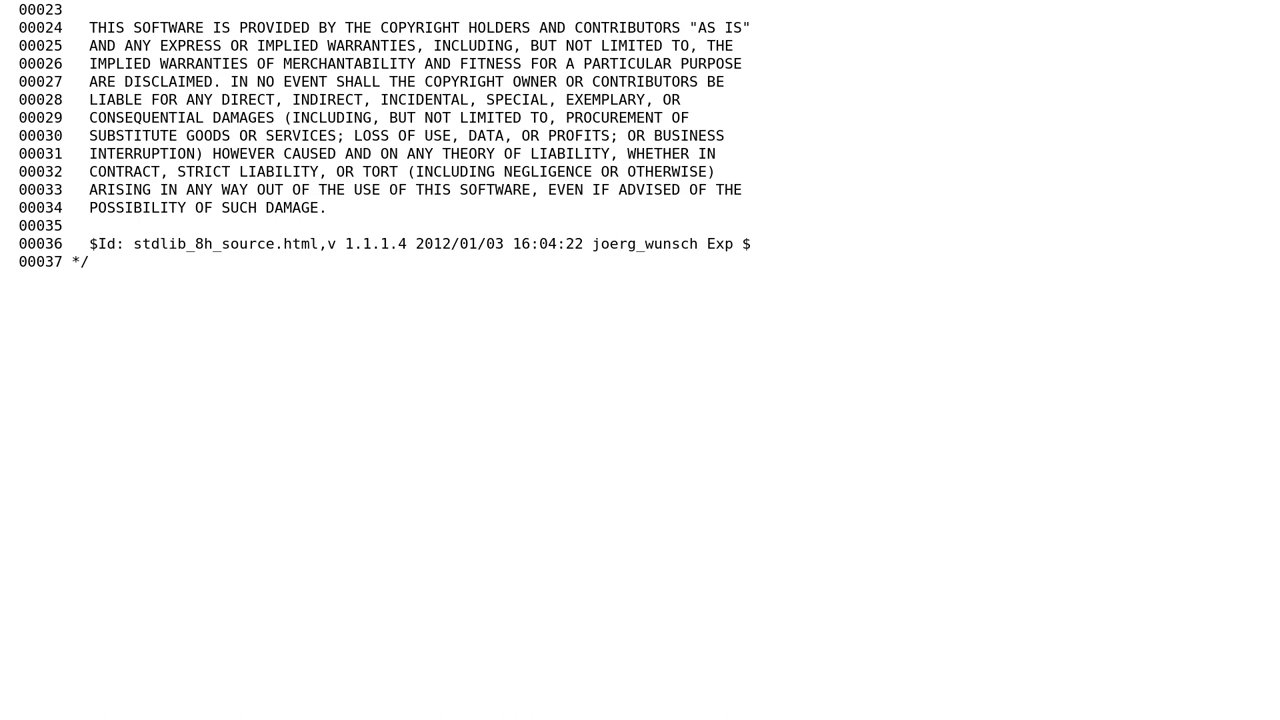 00023
00024   THIS SOFTWARE IS PROVIDED BY THE COPYRIGHT HOLDERS AND CONTRIBUTORS "AS IS"
00025   AND ANY EXPRESS OR IMPLIED WARRANTIES, INCLUDING, BUT NOT LIMITED TO, THE
00026   IMPLIED WARRANTIES OF MERCHANTABILITY AND FITNESS FOR A PARTICULAR PURPOSE
00027   ARE DISCLAIMED. IN NO EVENT SHALL THE COPYRIGHT OWNER OR CONTRIBUTORS BE
00028   LIABLE FOR ANY DIRECT, INDIRECT, INCIDENTAL, SPECIAL, EXEMPLARY, OR
00029   CONSEQUENTIAL DAMAGES (INCLUDING, BUT NOT LIMITED TO, PROCUREMENT OF
00030   SUBSTITUTE GOODS OR SERVICES; LOSS OF USE, DATA, OR PROFITS; OR BUSINESS
00031   INTERRUPTION) HOWEVER CAUSED AND ON ANY THEORY OF LIABILITY, WHETHER IN
00032   CONTRACT, STRICT LIABILITY, OR TORT (INCLUDING NEGLIGENCE OR OTHERWISE)
00033   ARISING IN ANY WAY OUT OF THE USE OF THIS SOFTWARE, EVEN IF ADVISED OF THE
00034   POSSIBILITY OF SUCH DAMAGE.
00035
00036   $Id: stdlib_8h_source.html,v 1.1.1.4 2012/01/03 16:04:22 joerg_wunsch Exp $
00037 */